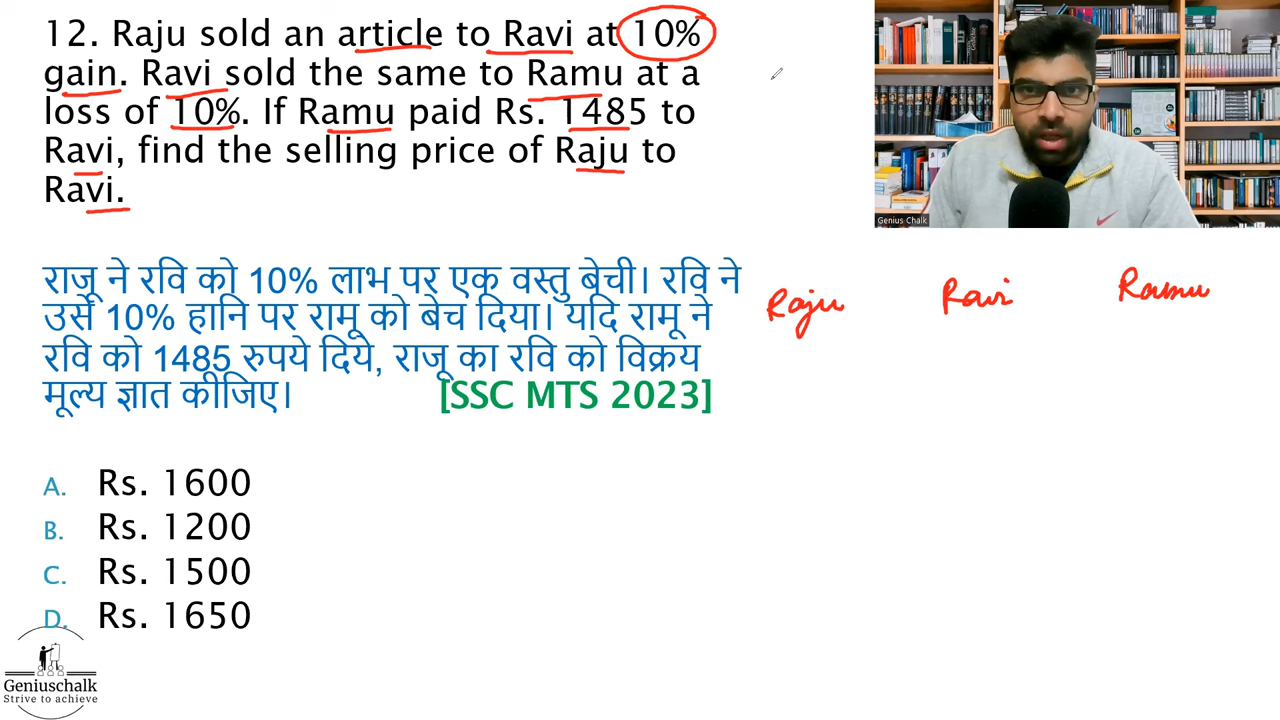 12. Raju sold an article to Ravi at 10%
gain. Ravi sold the same to Ramu at a
loss of 10%. If Ramu paid Rs. 1485 to
Ravi, find the selling price of Raju to
Ravi.
Genius Chalk
राजू ने रवि को 10% लाभ पर एक वस्तु बेची। रवि ने
उसे 10% हानि पर रामू को बेच दिया। यदि रामू ने
रवि को 1485 रुपये दिये, राजू का रवि को विक्रय
मूल्य ज्ञात कीजिए। [SSC MTS 2023]
Raju Ravi Ramu
A. Rs. 1600
B. Rs. 1200
C. Rs. 1500
D. Rs. 1650
Geniuschalk
Strive to achieve